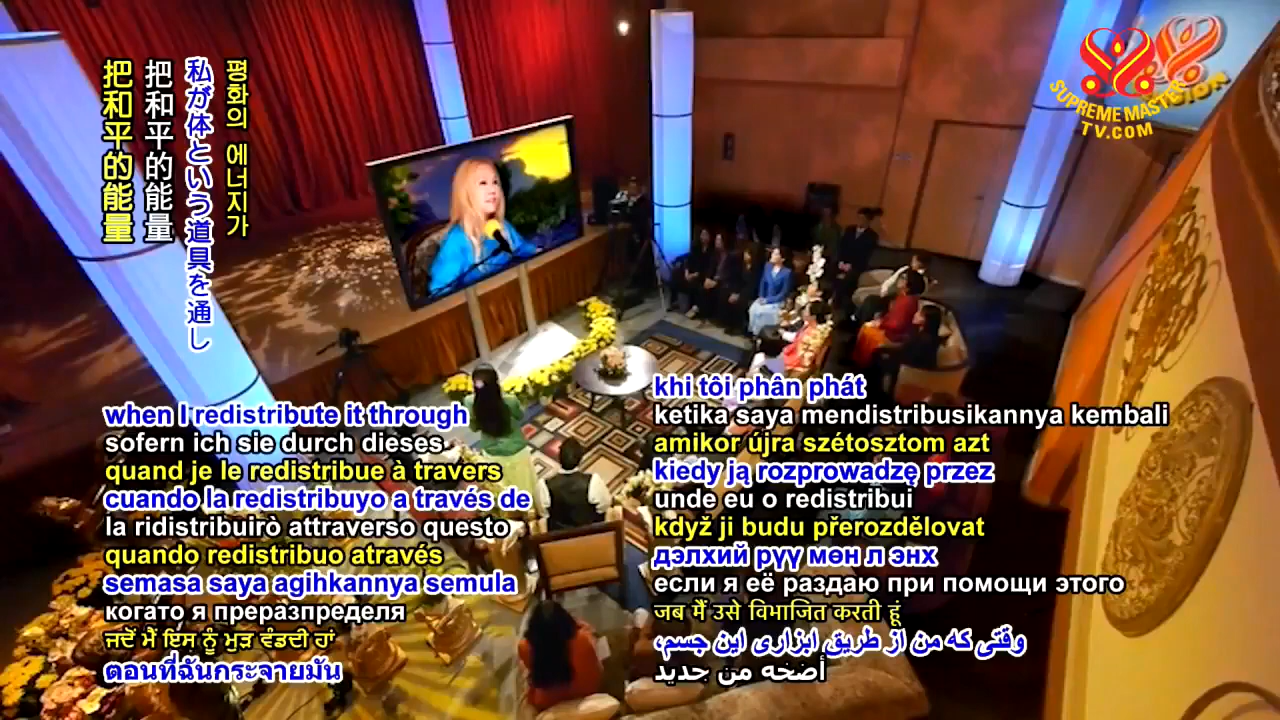 평화의 에너지가
私が体という道具を通し
把和平的能量
把和平的能量
SUPREME MASTER
TV.COM
when I redistribute it through
sofern ich sie durch dieses
quand je le redistribue à travers
cuando la redistribuyo a través de
la ridistribuirò attraverso questo
quando redistribuo através
semasa saya agihkannya semula
когато я преразпределя
ਜਦੋਂ ਮੈਂ ਇਸ ਨੂੰ ਮੁੜ ਵੰਡਦੀ ਹਾਂ
ตอนที่ฉันกระจายมัน
khi tôi phân phát
ketika saya mendistribusikannya kembali
amikor újra szétosztom azt
kiedy ją rozprowadzę przez
unde eu o redistribui
když ji budu přerozdělovat
дэлхий рүү мөн л энх
если я её раздаю при помощи этого
जब मैं उसे विभाजित करती हूं
وقتی که من از طریق ابزاری این جسم،
أضخه من جديد